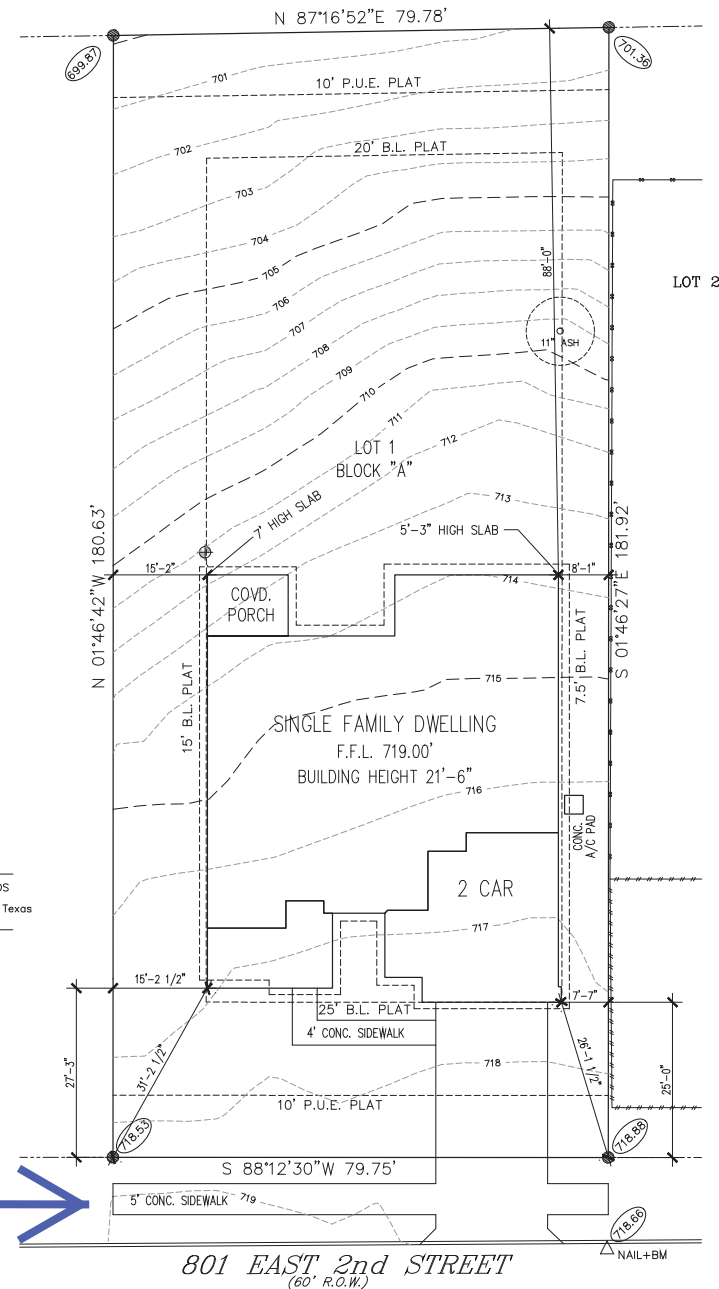 N 87°16'52"E 79.78'
699.87
701.36
701
10' P.U.E. PLAT
702
20' B.L. PLAT
703
704
705
88'-0"
706
LOT 2
707
11" ASH
708
709
710
711
LOT 1
712
BLOCK "A"
713
7' HIGH SLAB
5'-3" HIGH SLAB
N 01°46'42"W 180.63'
S 01°46'27"E 181.92'
15'-2"
8'-1"
714
COVD.
PORCH
15' B.L. PLAT
7.5' B.L. PLAT
715
SINGLE FAMILY DWELLING
F.F.L. 719.00'
BUILDING HEIGHT 21'-6"
716
CONC.
A/C PAD
2 CAR
OS
Texas
717
15'-2 1/2"
7'-7"
25' B.L. PLAT
4' CONC. SIDEWALK
27'-3"
31'-2 1/2"
26'-1 1/2"
25'-0"
718
10' P.U.E. PLAT
718.53
718.88
S 88°12'30"W 79.75'
5' CONC. SIDEWALK
719
718.66
NAIL+BM
801 EAST 2nd STREET
(60' R.O.W.)